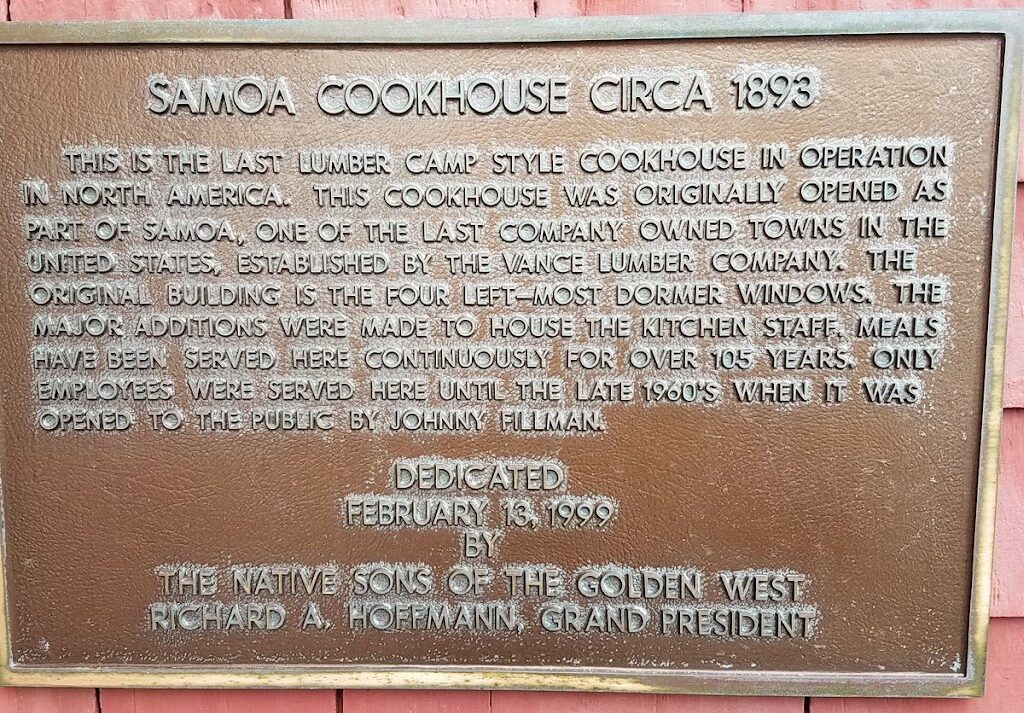 SAMOA COOKHOUSE CIRCA 1893
THIS IS THE LAST LUMBER CAMP STYLE COOKHOUSE IN OPERATION
IN NORTH AMERICA. THIS COOKHOUSE WAS ORIGINALLY OPENED AS
PART OF SAMOA, ONE OF THE LAST COMPANY OWNED TOWNS IN THE
UNITED STATES, ESTABLISHED BY THE VANCE LUMBER COMPANY. THE
ORIGINAL BUILDING IS THE FOUR LEFT-MOST DORMER WINDOWS. THE
MAJOR ADDITIONS WERE MADE TO HOUSE THE KITCHEN STAFF. MEALS
HAVE BEEN SERVED HERE CONTINUOUSLY FOR OVER 105 YEARS. ONLY
EMPLOYEES WERE SERVED HERE UNTIL THE LATE 1960'S WHEN IT WAS
OPENED TO THE PUBLIC BY JOHNNY FILLMAN.
DEDICATED
FEBRUARY 13, 1999
BY
THE NATIVE SONS OF THE GOLDEN WEST
RICHARD A. HOFFMANN, GRAND PRESIDENT